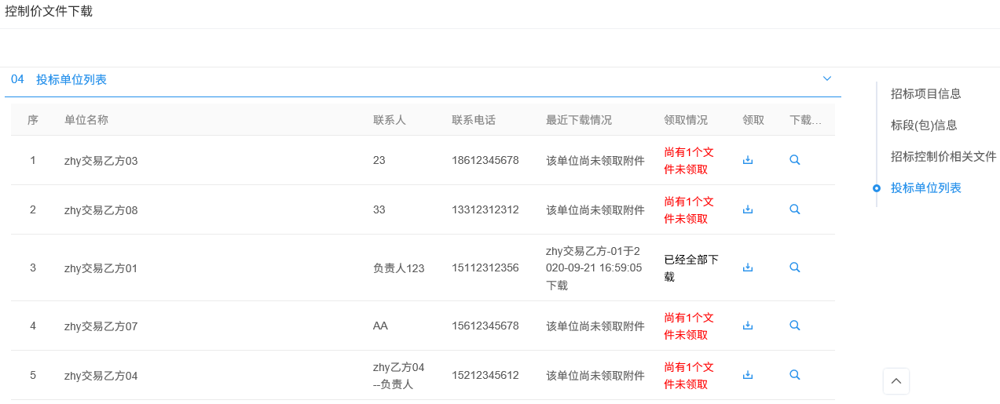 控制价文件下载
04 投标单位列表
序 单位名称 联系人 联系电话 最近下载情况 领取情况 领取 下载...
1 zhy交易乙方03 23 18612345678 该单位尚未领取附件 尚有1个文
件未领取
2 zhy交易乙方08 33 13312312312 该单位尚未领取附件 尚有1个文
件未领取
3 zhy交易乙方01 负责人123 15112312356 zhy交易乙方-01于2
020-09-21 16:59:05
下载
已经全部下
载
4 zhy交易乙方07 AA 15612345678 该单位尚未领取附件 尚有1个文
件未领取
5 zhy交易乙方04 zhy乙方04
--负责人
15212345612 该单位尚未领取附件 尚有1个文
件未领取
招标项目信息
标段(包)信息
招标控制价相关文件
投标单位列表